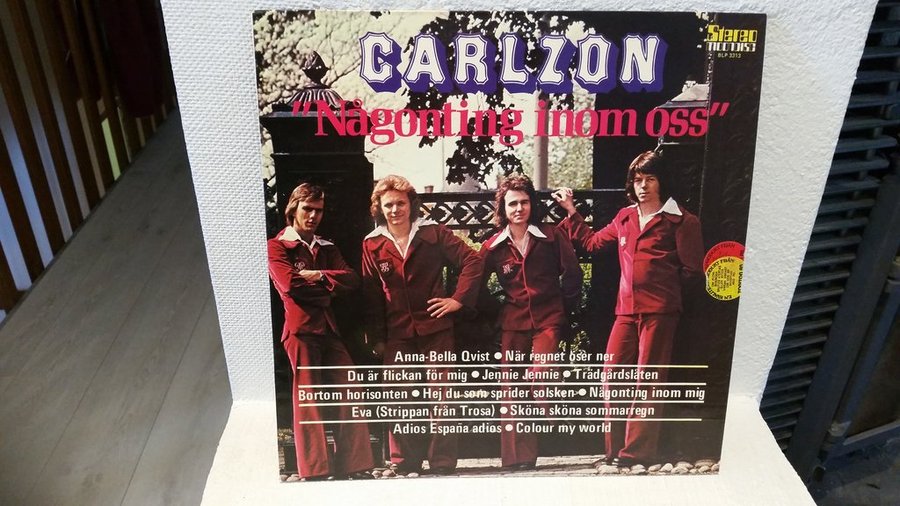 CARLZON
Stereo
BLP 3313
"Någonting inom oss"
Anna-Bella Qvist • När regnet öser ner
Du är flickan för mig • Jennie Jennie • Trädgårdslåten
Bortom horisonten • Hej du som sprider solsken • Någonting inom mig
Eva (Strippan från Trosa) • Sköna sköna sommarregn
Adios España adios • Colour my world